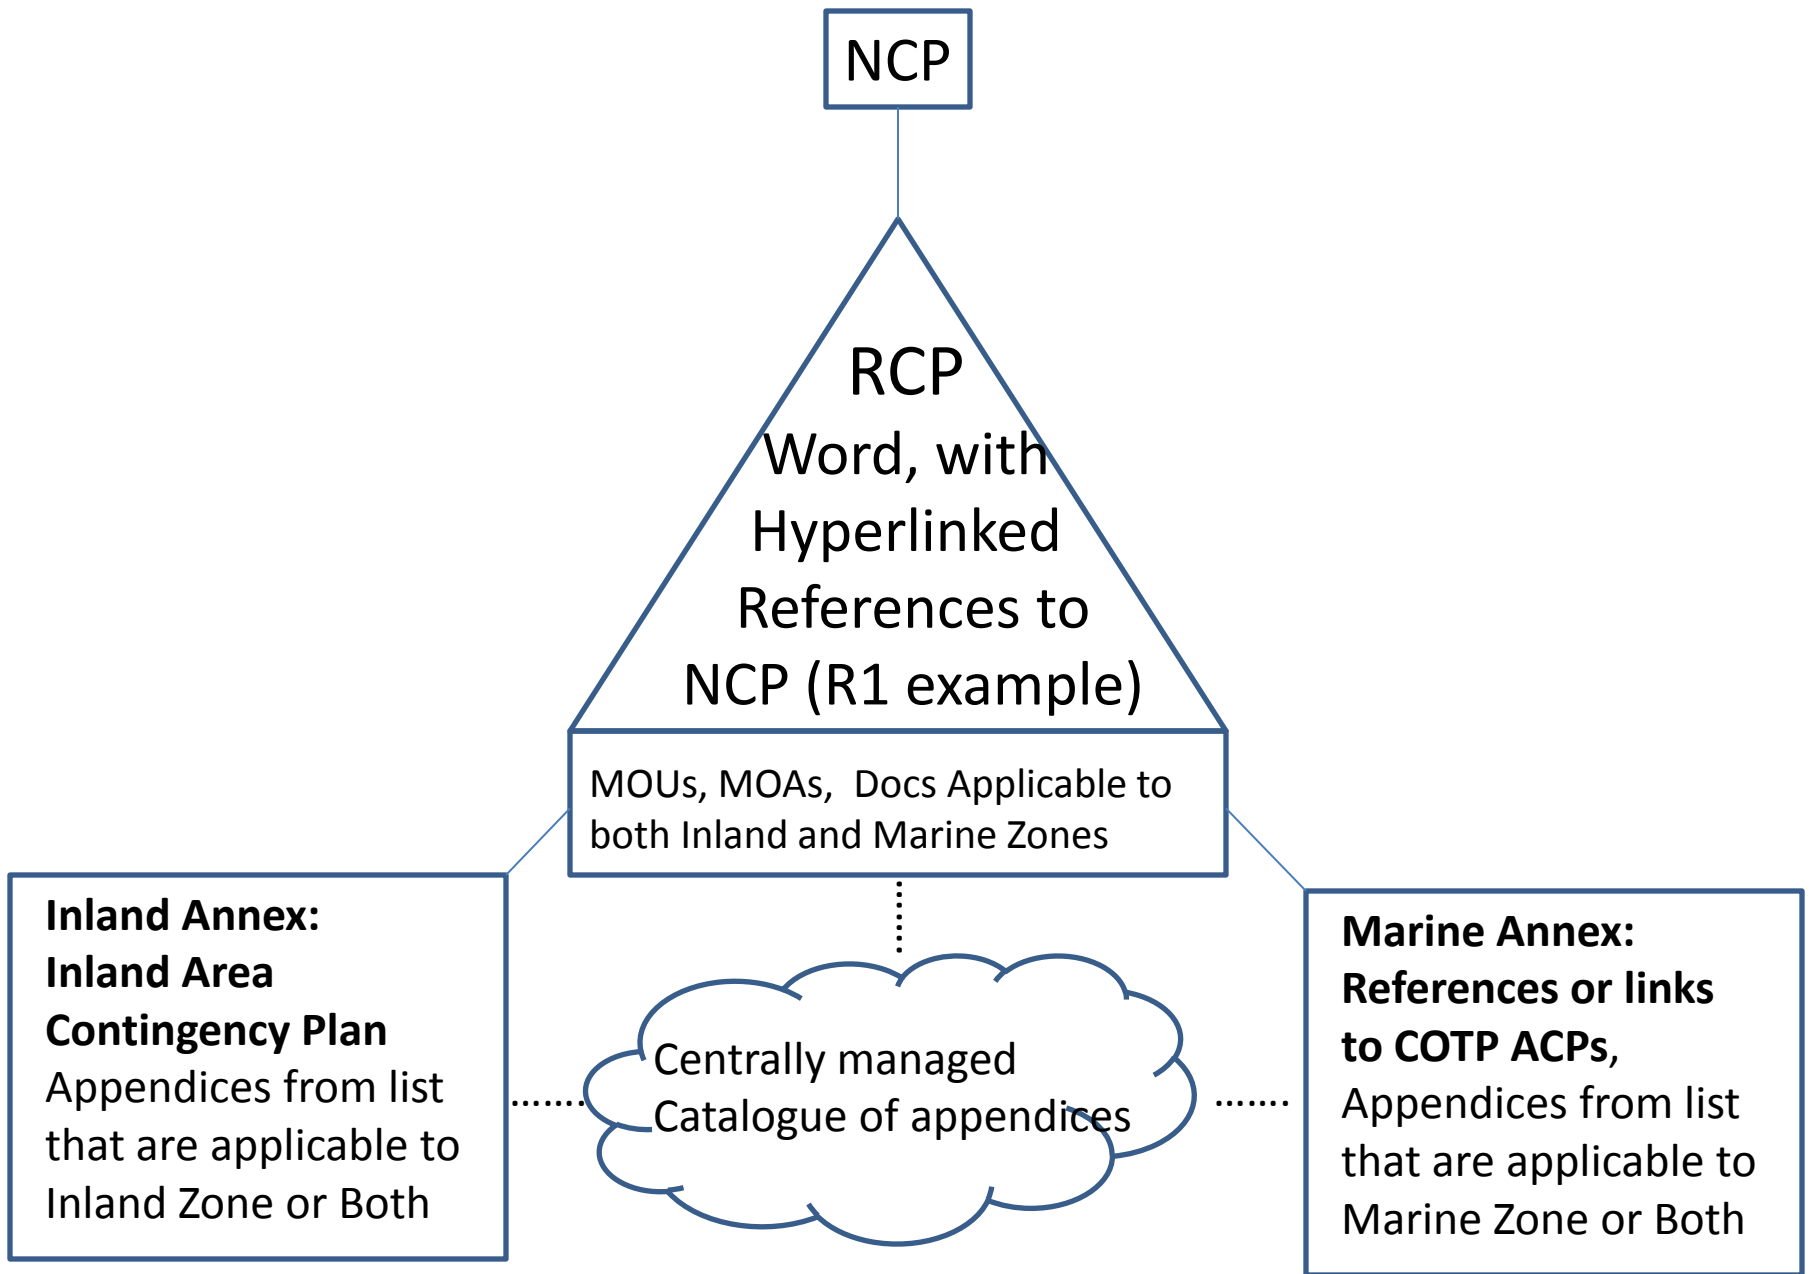 NCP
RCP
Word, with
Hyperlinked
References to
NCP (R1 example)
MOUs, MOAs,  Docs Applicable to
both Inland and Marine Zones
Inland Annex:
Inland Area
Contingency Plan
Appendices from list
that are applicable to
Inland Zone or Both
Centrally managed
Catalogue of appendices
Marine Annex:
References or links
to COTP ACPs,
Appendices from list
that are applicable to
Marine Zone or Both